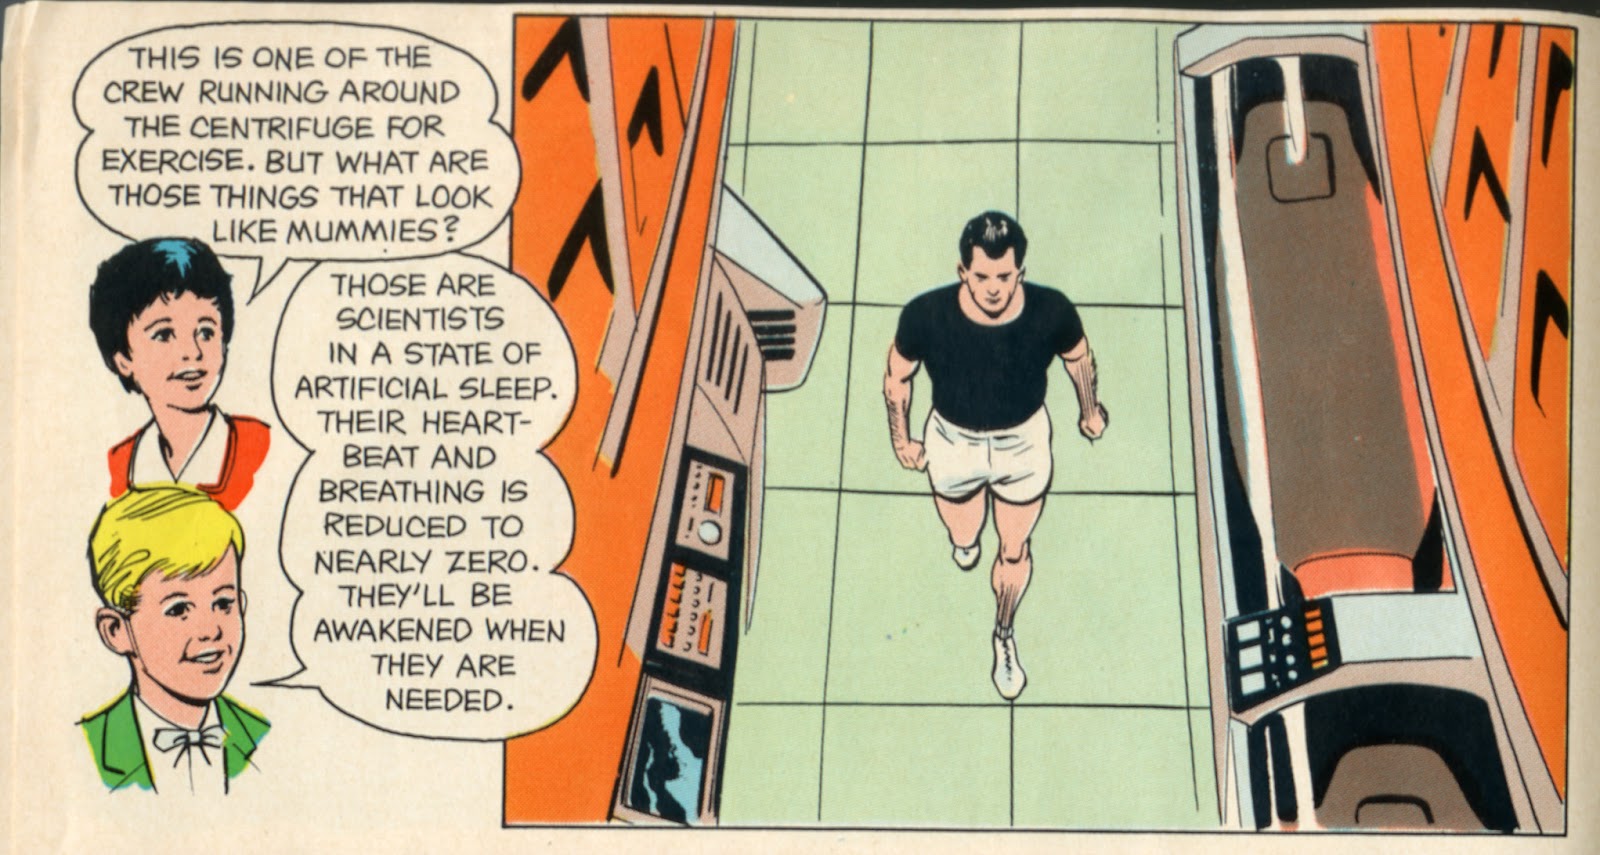 THIS IS ONE OF THE
CREW RUNNING AROUND
THE CENTRIFUGE FOR
EXERCISE. BUT WHAT ARE
THOSE THINGS THAT LOOK
LIKE MUMMIES?
THOSE ARE
SCIENTISTS
IN A STATE OF
ARTIFICIAL SLEEP.
THEIR HEART-
BEAT AND
BREATHING IS
REDUCED TO
NEARLY ZERO.
THEY'LL BE
AWAKENED WHEN
THEY ARE
NEEDED.